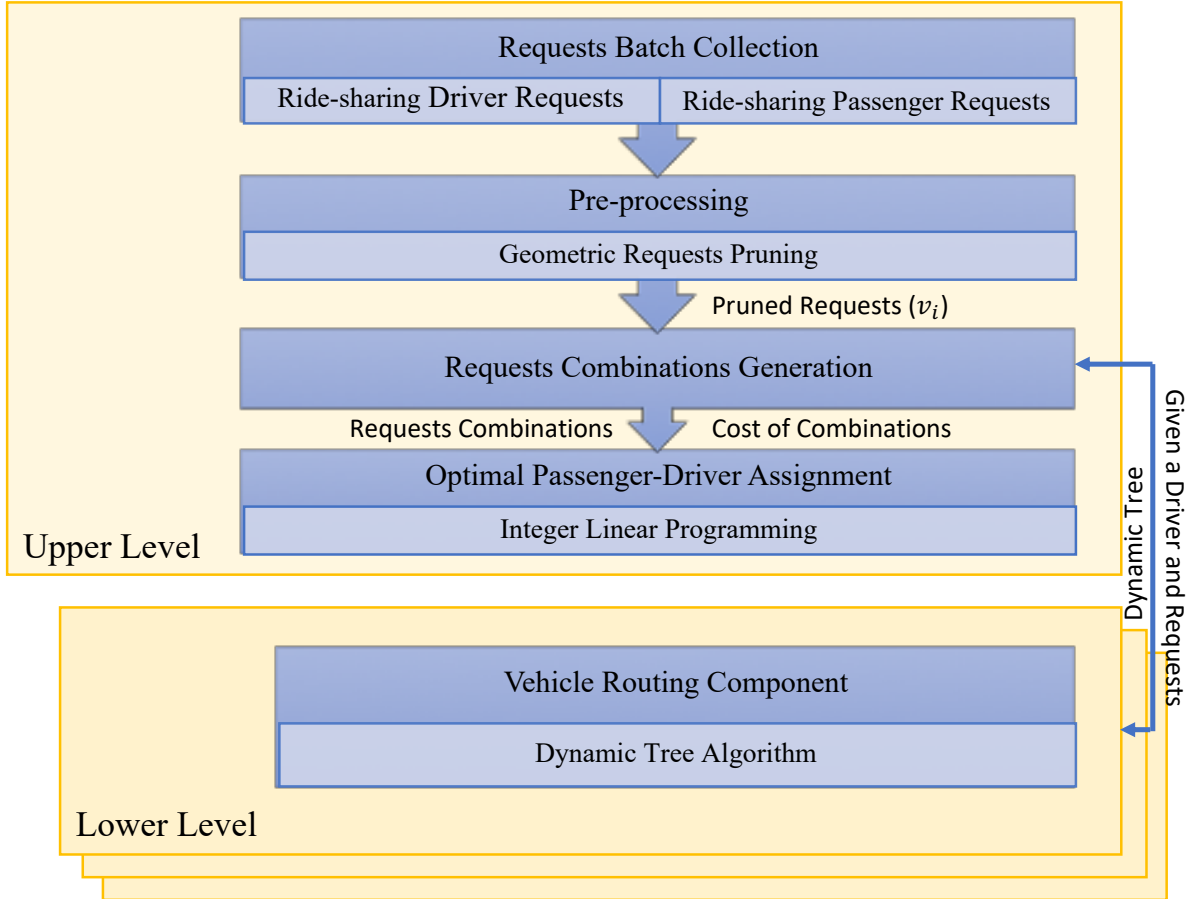 Requests Batch Collection
Ride-sharing Driver Requests
Ride-sharing Passenger Requests
Pre-processing
Geometric Requests Pruning
Pruned Requests (v_i)
Requests Combinations Generation
Requests Combinations
Cost of Combinations
Optimal Passenger-Driver Assignment
Integer Linear Programming
Upper Level
Dynamic Tree
Given a Driver and Requests
Vehicle Routing Component
Dynamic Tree Algorithm
Lower Level